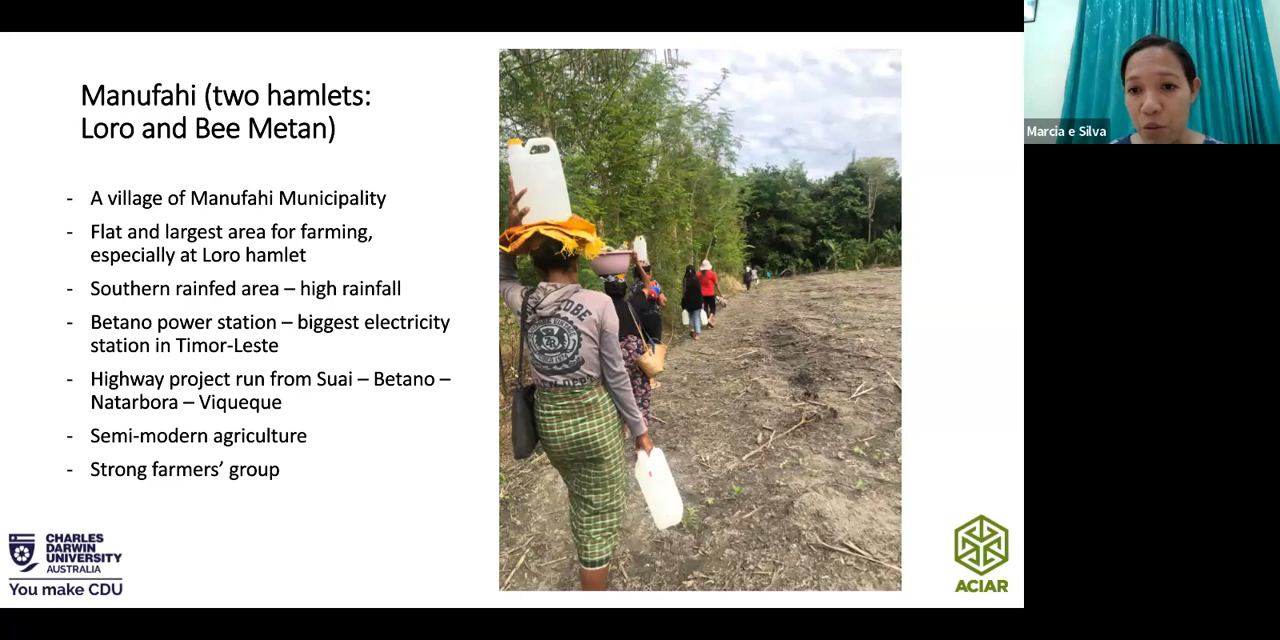 Manufahi (two hamlets:
Loro and Bee Metan)
- A village of Manufahi Municipality
- Flat and largest area for farming,
especially at Loro hamlet
- Southern rainfed area – high rainfall
- Betano power station – biggest electricity
station in Timor-Leste
- Highway project run from Suai – Betano –
Natarbora – Viqueque
- Semi-modern agriculture
- Strong farmers’ group
CHARLES
DARWIN
UNIVERSITY
AUSTRALIA
You make CDU
ACIAR
Marcia e Silva